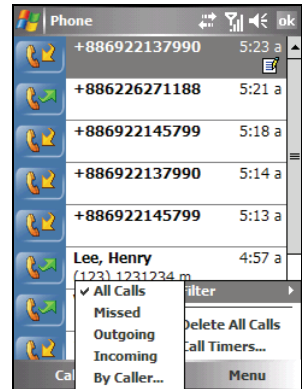 Phone ok
+886922137990 5:23 a
+886226271188 5:21 a
+886922145799 5:18 a
+886922137990 5:14 a
+886922145799 5:13 a
Lee, Henry 4:57 a
(123) 1231234 m
All Calls
Filter
Missed
Outgoing
Delete All Calls
Incoming
Call Timers...
By Caller...
Menu